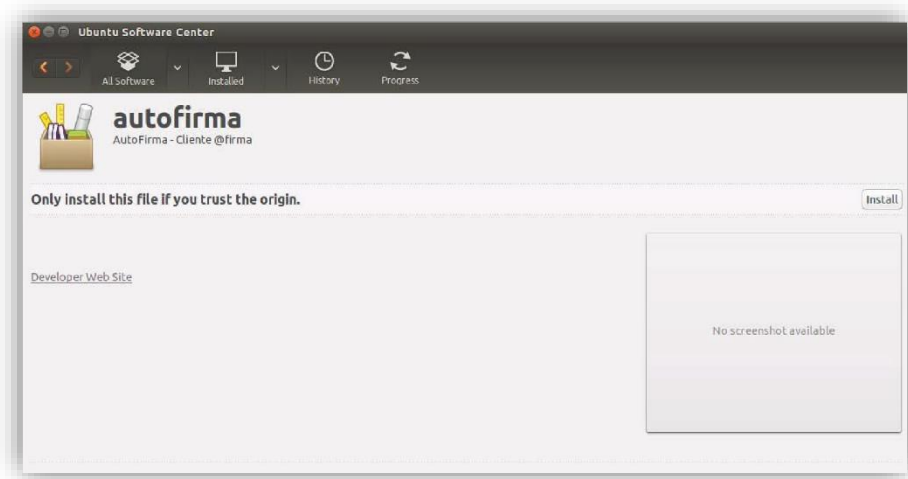 Ubuntu Software Center
All Software
Installed
History
Progress
autofirma
AutoFirma - Cliente @firma
Only install this file if you trust the origin.
Install
Developer Web Site
No screenshot available